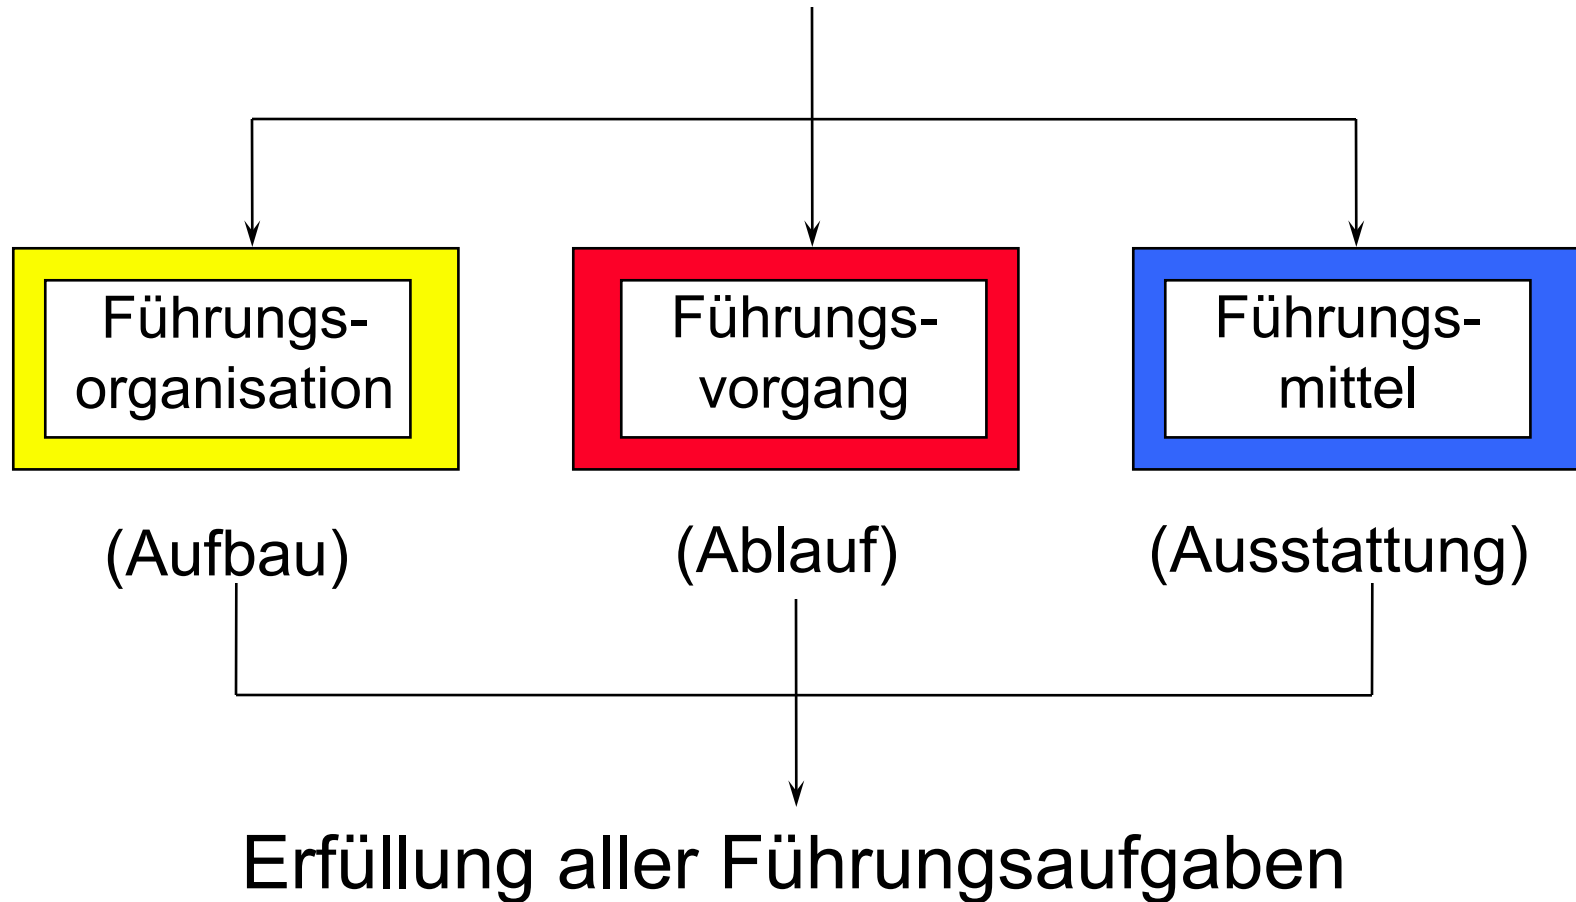 Führungs-
organisation
Führungs-
vorgang
Führungs-
mittel
(Aufbau)
(Ablauf)
(Ausstattung)
Erfüllung aller Führungsaufgaben